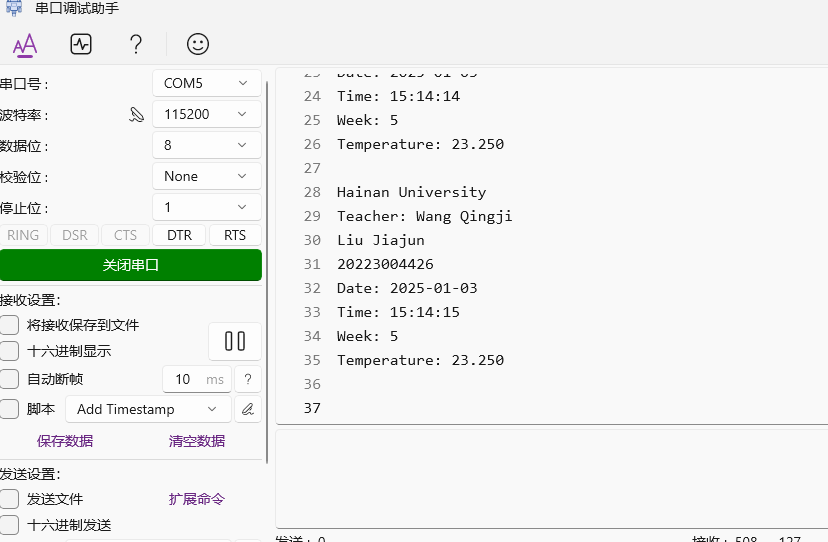 串口调试助手
串口号: COM5
波特率: 115200
数据位: 8
校验位: None
停止位: 1
RING DSR CTS DTR RTS
关闭串口
接收设置:
将接收保存到文件
十六进制显示
自动断帧 10 ms ?
脚本 Add Timestamp
保存数据 清空数据
发送设置:
发送文件 扩展命令
十六进制发送
23 Date: 2025-01-03
24 Time: 15:14:14
25 Week: 5
26 Temperature: 23.250
27
28 Hainan University
29 Teacher: Wang Qingji
30 Liu Jiajun
31 20223004426
32 Date: 2025-01-03
33 Time: 15:14:15
34 Week: 5
35 Temperature: 23.250
36
37
发送: 0 接收: 508